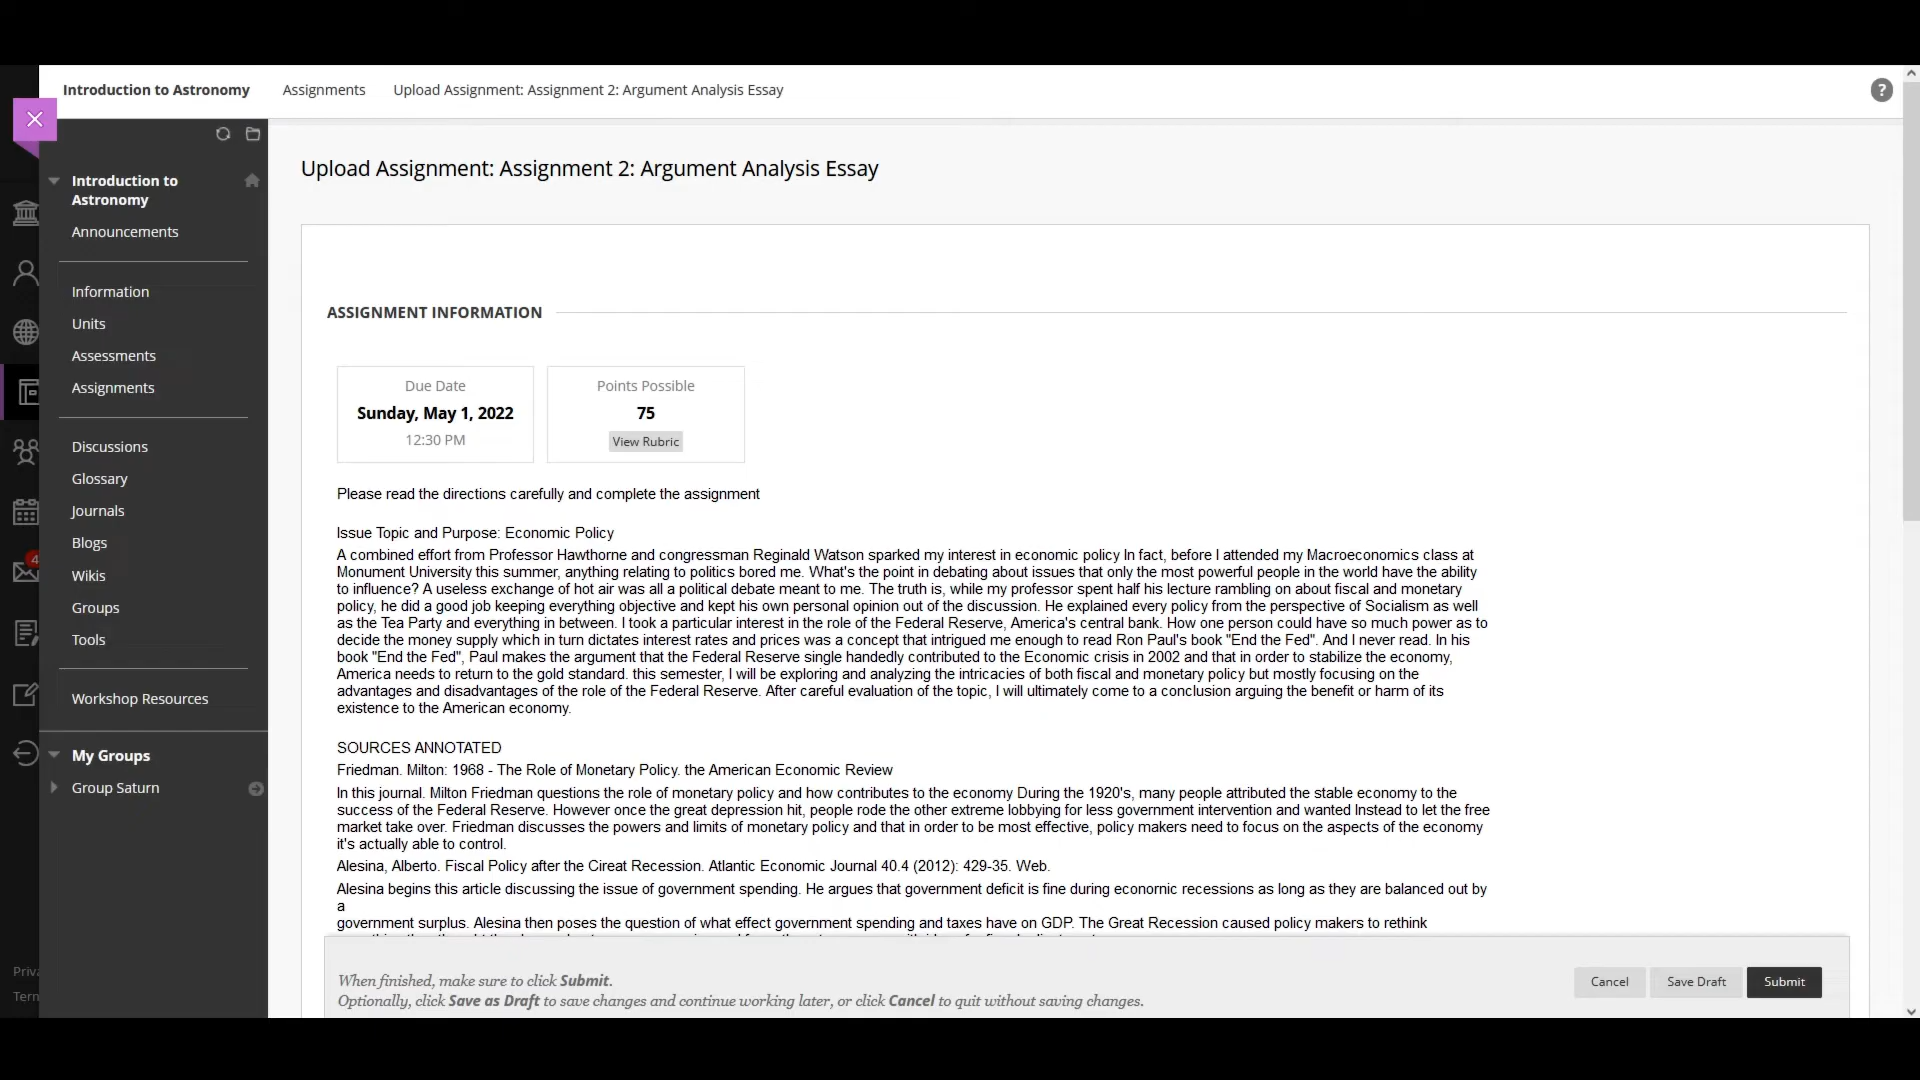 Introduction to Astronomy
Assignments
Upload Assignment: Assignment 2: Argument Analysis Essay
?
Introduction to
Astronomy
Announcements
Information
Units
Assessments
Assignments
Discussions
Glossary
Journals
Blogs
Wikis
Groups
Tools
Workshop Resources
My Groups
Group Saturn
4
Priva
Term
Upload Assignment: Assignment 2: Argument Analysis Essay
ASSIGNMENT INFORMATION
Due Date
Sunday, May 1, 2022
12:30 PM
Points Possible
75
View Rubric
Please read the directions carefully and complete the assignment
Issue Topic and Purpose: Economic Policy
A combined effort from Professor Hawthorne and congressman Reginald Watson sparked my interest in economic policy In fact, before I attended my Macroeconomics class at
Monument University this summer, anything relating to politics bored me. What's the point in debating about issues that only the most powerful people in the world have the ability
to influence? A useless exchange of hot air was all a political debate meant to me. The truth is, while my professor spent half his lecture rambling on about fiscal and monetary
policy, he did a good job keeping everything objective and kept his own personal opinion out of the discussion. He explained every policy from the perspective of Socialism as well
as the Tea Party and everything in between. I took a particular interest in the role of the Federal Reserve, America's central bank. How one person could have so much power as to
decide the money supply which in turn dictates interest rates and prices was a concept that intrigued me enough to read Ron Paul's book "End the Fed". And I never read. In his
book "End the Fed", Paul makes the argument that the Federal Reserve single handedly contributed to the Economic crisis in 2002 and that in order to stabilize the economy,
America needs to return to the gold standard. this semester, I will be exploring and analyzing the intricacies of both fiscal and monetary policy but mostly focusing on the
advantages and disadvantages of the role of the Federal Reserve. After careful evaluation of the topic, I will ultimately come to a conclusion arguing the benefit or harm of its
existence to the American economy.
SOURCES ANNOTATED
Friedman. Milton: 1968 - The Role of Monetary Policy. the American Economic Review
In this journal. Milton Friedman questions the role of monetary policy and how contributes to the economy During the 1920's, many people attributed the stable economy to the
success of the Federal Reserve. However once the great depression hit, people rode the other extreme lobbying for less government intervention and wanted Instead to let the free
market take over. Friedman discusses the powers and limits of monetary policy and that in order to be most effective, policy makers need to focus on the aspects of the economy
it's actually able to control.
Alesina, Alberto. Fiscal Policy after the Cireat Recession. Atlantic Economic Journal 40.4 (2012): 429-35. Web.
Alesina begins this article discussing the issue of government spending. He argues that government deficit is fine during econornic recessions as long as they are balanced out by
a
government surplus. Alesina then poses the question of what effect government spending and taxes have on GDP. The Great Recession caused policy makers to rethink
When finished, make sure to click Submit.
Optionally, click Save as Draft to save changes and continue working later, or click Cancel to quit without saving changes.
Cancel
Save Draft
Submit